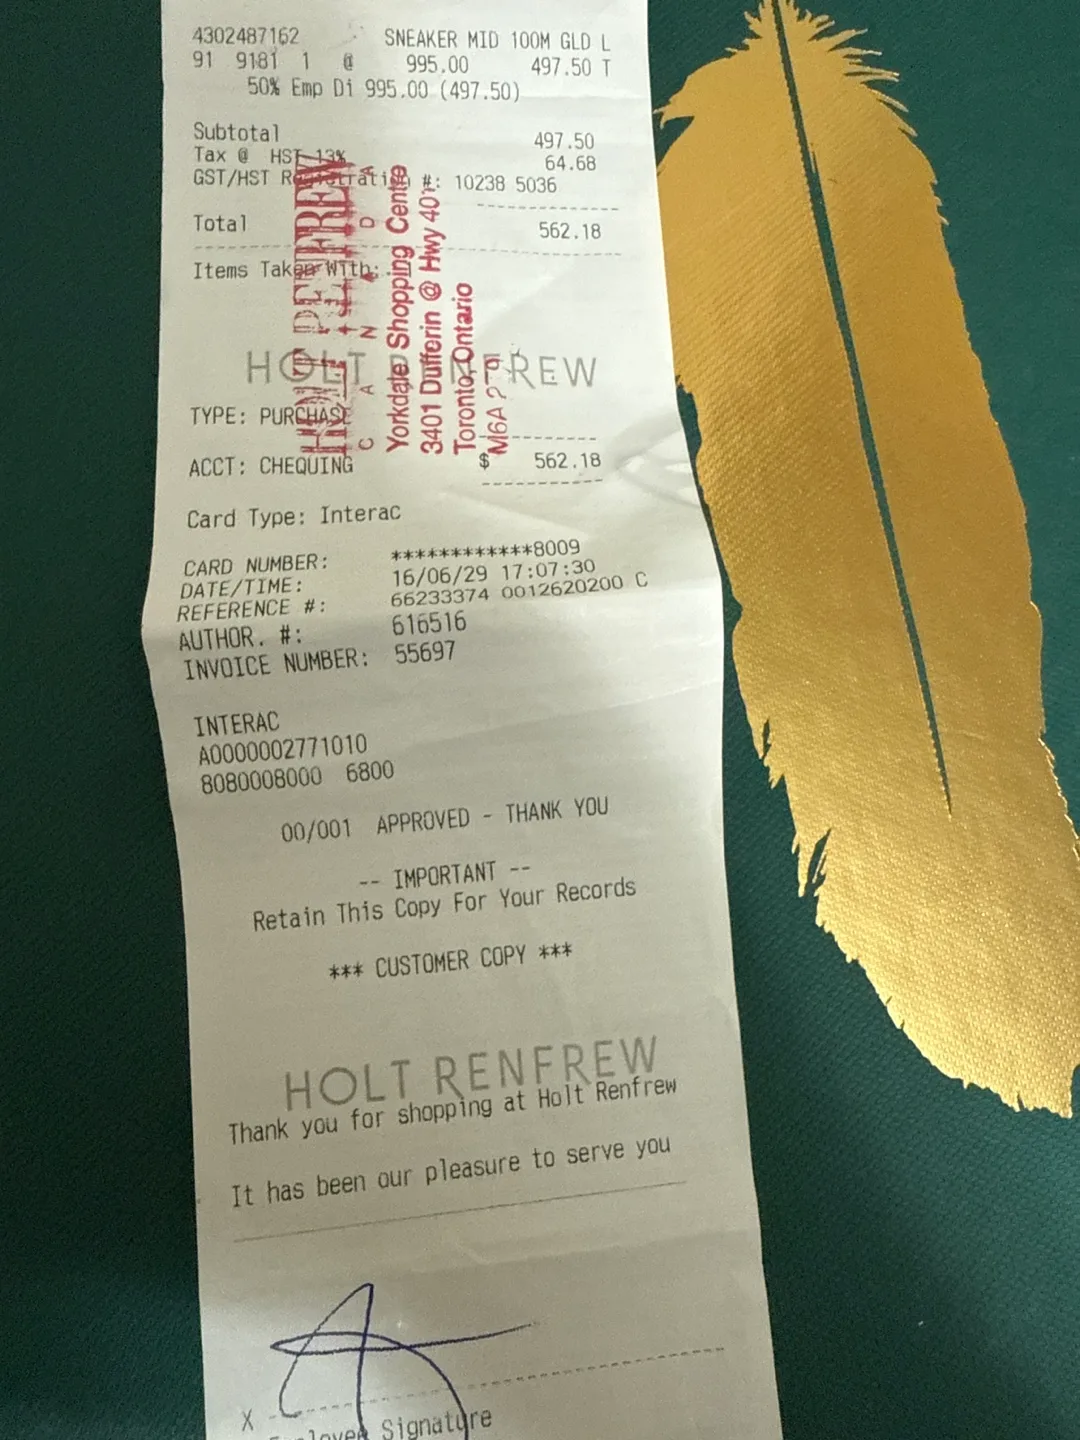 4302487162 SNEAKER MID 100M GLD L
91 9181 1 @ 995.00 497.50 T
50% Emp Di 995.00 (497.50)
Subtotal 497.50
Tax @ HST 13% 64.68
GST/HST Registration #: 10238 5036
Total 562.18
Items Taken With:
HOLT RENFREW
CANADA
Yorkdale Shopping Centre
3401 Dufferin @ Hwy 401
Toronto, Ontario
M6A 2T9
HOLT RENFREW
TYPE: PURCHASE
ACCT: CHEQUING $ 562.18
Card Type: Interac
CARD NUMBER: ************8009
DATE/TIME: 16/06/29 17:07:30
REFERENCE #: 66233374 0012620200 C
AUTHOR. #: 616516
INVOICE NUMBER: 55697
INTERAC
A0000002771010
8080008000 6800
00/001 APPROVED - THANK YOU
-- IMPORTANT --
Retain This Copy For Your Records
*** CUSTOMER COPY ***
HOLT RENFREW
Thank you for shopping at Holt Renfrew
It has been our pleasure to serve you
X
Employee Signature